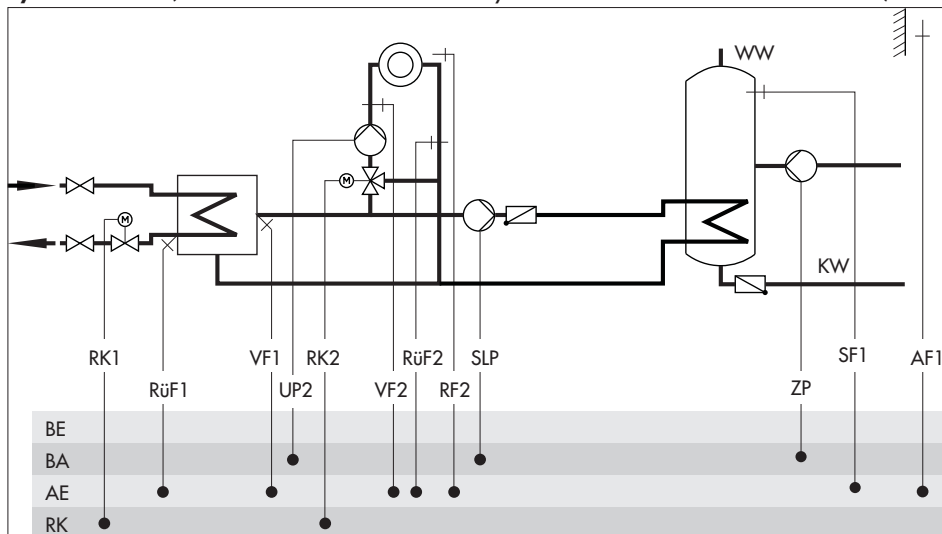 WW
M
KW
M
RK1
VF1
RK2
RüF2
SLP
SF1
AF1
RüF1
UP2
VF2
RF2
ZP
BE
BA
AE
RK